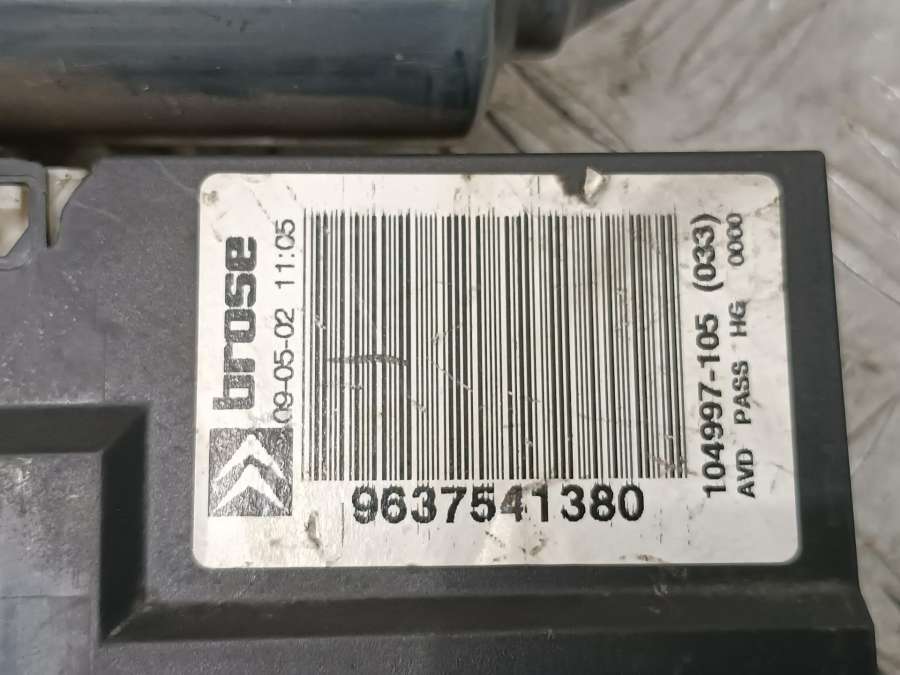 brose
09-05-02 11:05
9637541380
104997-105 (033)
AVD PASS HG 0000